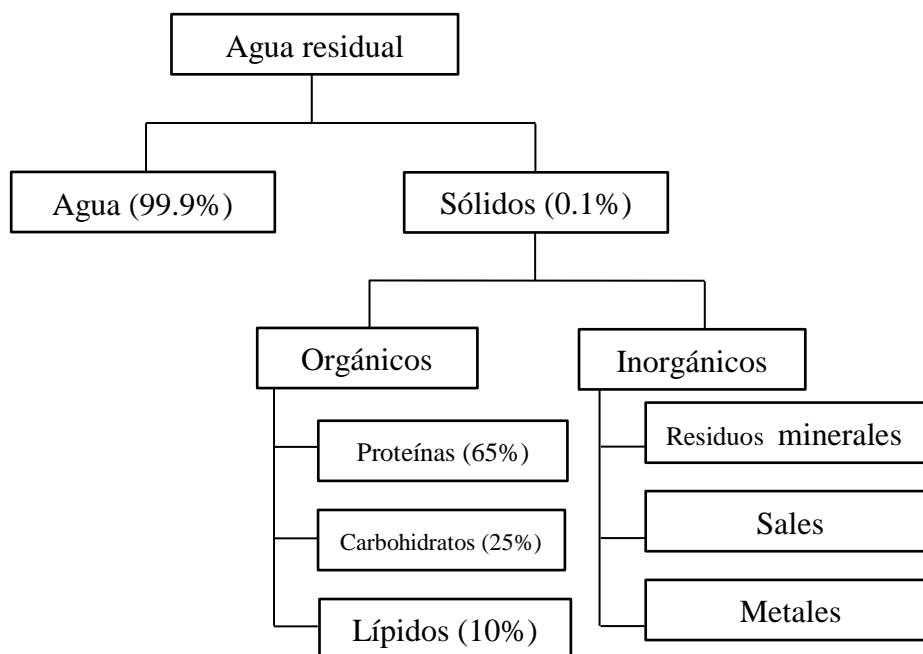 Agua residual
Agua (99.9%)
Sólidos (0.1%)
Orgánicos
Inorgánicos
Proteínas (65%)
Carbohidratos (25%)
Lípidos (10%)
Residuos minerales
Sales
Metales